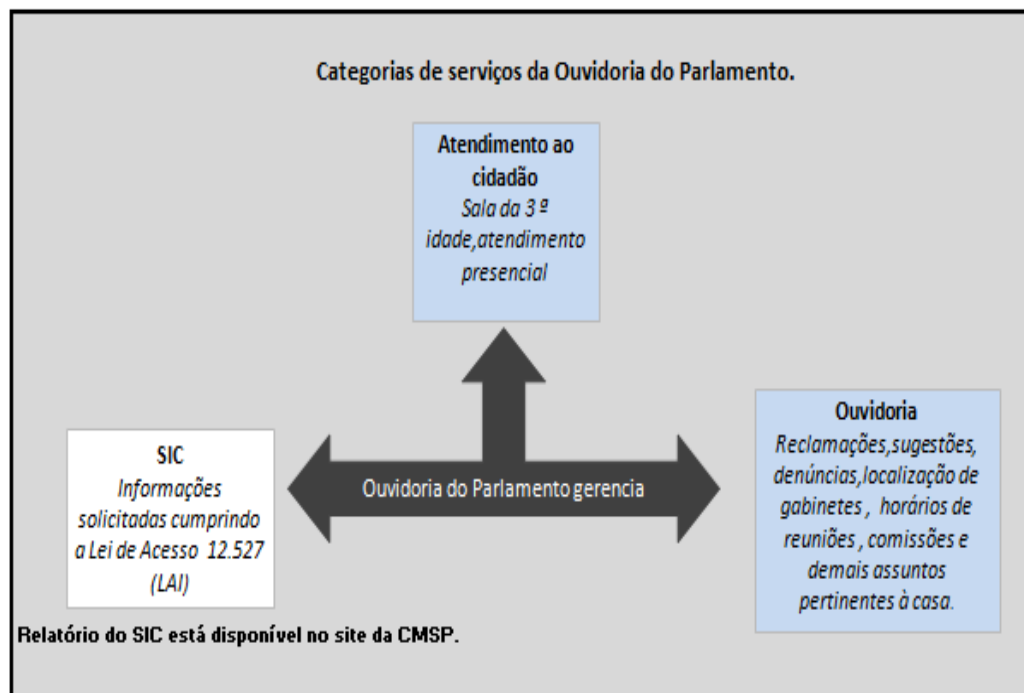 Categorias de serviços da Ouvidoria do Parlamento.
Atendimento ao
cidadão
Sala da 3 ª
idade,atendimento
presencial
SIC
Informações
solicitadas cumprindo
a Lei de Acesso 12.527
(LAI)
Ouvidoria do Parlamento gerencia
Ouvidoria
Reclamações,sugestões,
denúncias,localização de
gabinetes , horários de
reuniões , comissões e
demais assuntos
pertinentes à casa.
Relatório do SIC está disponível no site da CMSP.